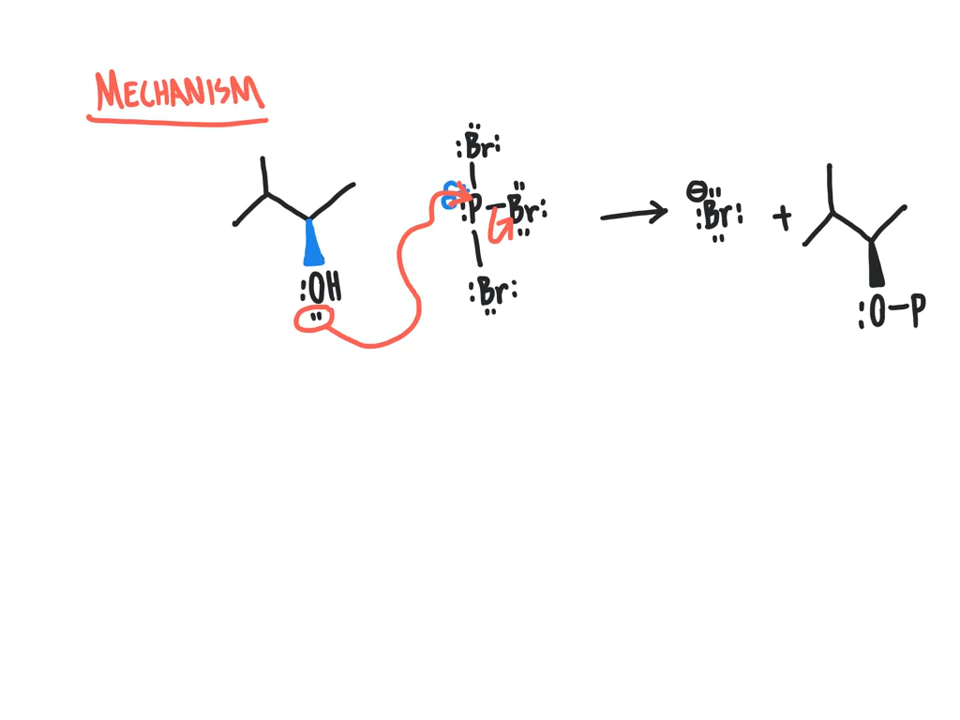 MECHANISM
:Br:
:P-Br:
:Br:
:OH
⊖
:Br: +
:O-P